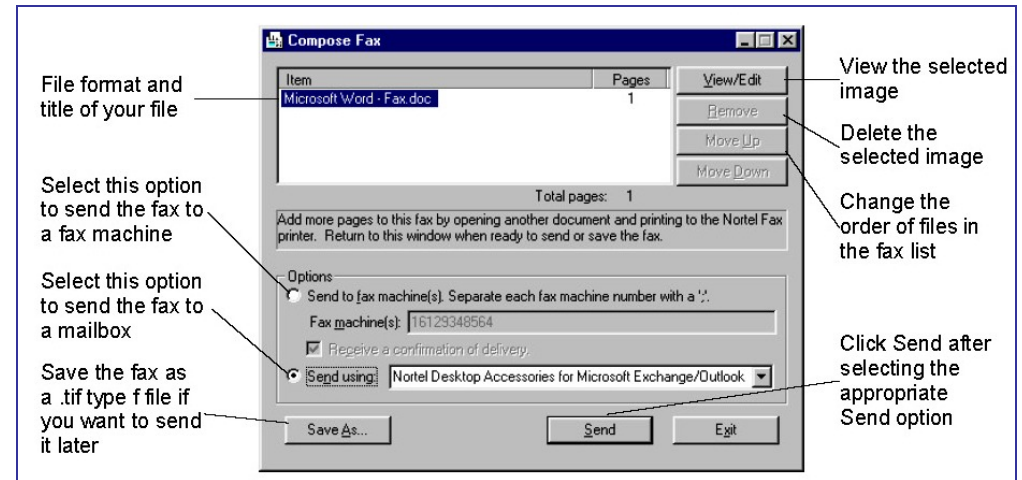 Compose Fax
File format and
title of your file
Item Pages
Microsoft Word - Fax.doc 1
View/Edit
Remove
Move Up
Move Down
View the selected
image
Delete the
selected image
Change the
order of files in
the fax list
Total pages: 1
Add more pages to this fax by opening another document and printing to the Nortel Fax
printer. Return to this window when ready to send or save the fax.
Select this option
to send the fax to
a fax machine
Select this option
to send the fax to
a mailbox
Save the fax as
a .tif type f file if
you want to send
it later
Options
Send to fax machine(s). Separate each fax machine number with a ';'.
Fax machine(s): 16129348564
Receive a confirmation of delivery.
Send using: Nortel Desktop Accessories for Microsoft Exchange/Outlook
Save As...
Send
Exit
Click Send after
selecting the
appropriate
Send option